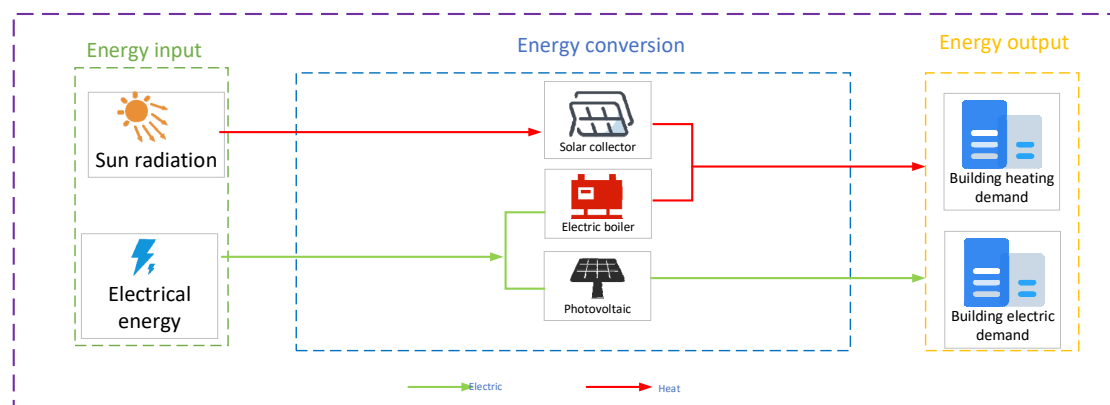 Energy input
Energy conversion
Energy output
Sun radiation
Solar collector
Building heating
demand
Electric boiler
Electrical
energy
Photovoltaic
Building electric
demand
Electric
Heat